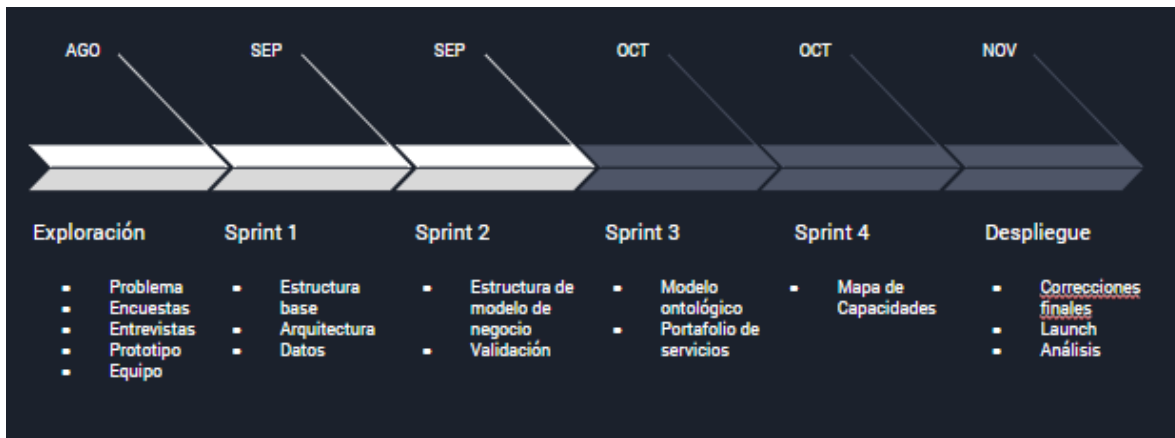 AGO
SEP
SEP
OCT
OCT
NOV
Exploración
Problema
Encuestas
Entrevistas
Prototipo
Equipo
Sprint 1
Estructura
base
Arquitectura
Datos
Sprint 2
Estructura de
modelo de
negocio
Validación
Sprint 3
Modelo
ontológico
Portafolio de
servicios
Sprint 4
Mapa de
Capacidades
Despliegue
Correcciones
finales
Launch
Análisis